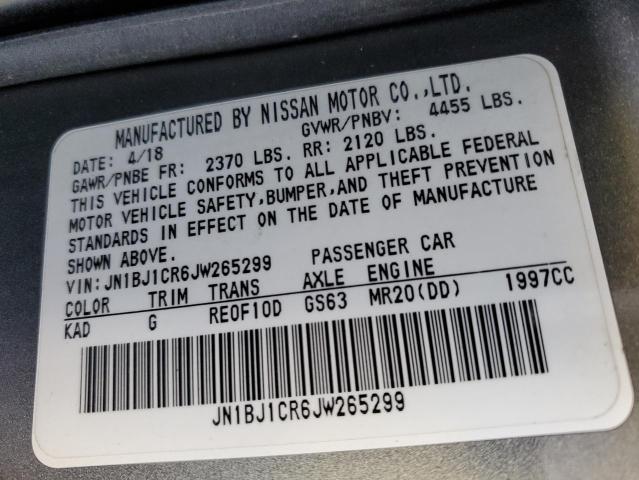 MANUFACTURED BY NISSAN MOTOR CO.,LTD.
DATE: 4/18 GVWR/PNBV: 4455 LBS.
GAWR/PNBE FR: 2370 LBS. RR: 2120 LBS.
THIS VEHICLE CONFORMS TO ALL APPLICABLE FEDERAL
MOTOR VEHICLE SAFETY,BUMPER,AND THEFT PREVENTION
STANDARDS IN EFFECT ON THE DATE OF MANUFACTURE
SHOWN ABOVE.
VIN:JN1BJ1CR6JW265299 PASSENGER CAR
COLOR TRIM TRANS AXLE ENGINE
KAD G REOF10D GS63 MR20(DD) 1997CC
JN1BJ1CR6JW265299